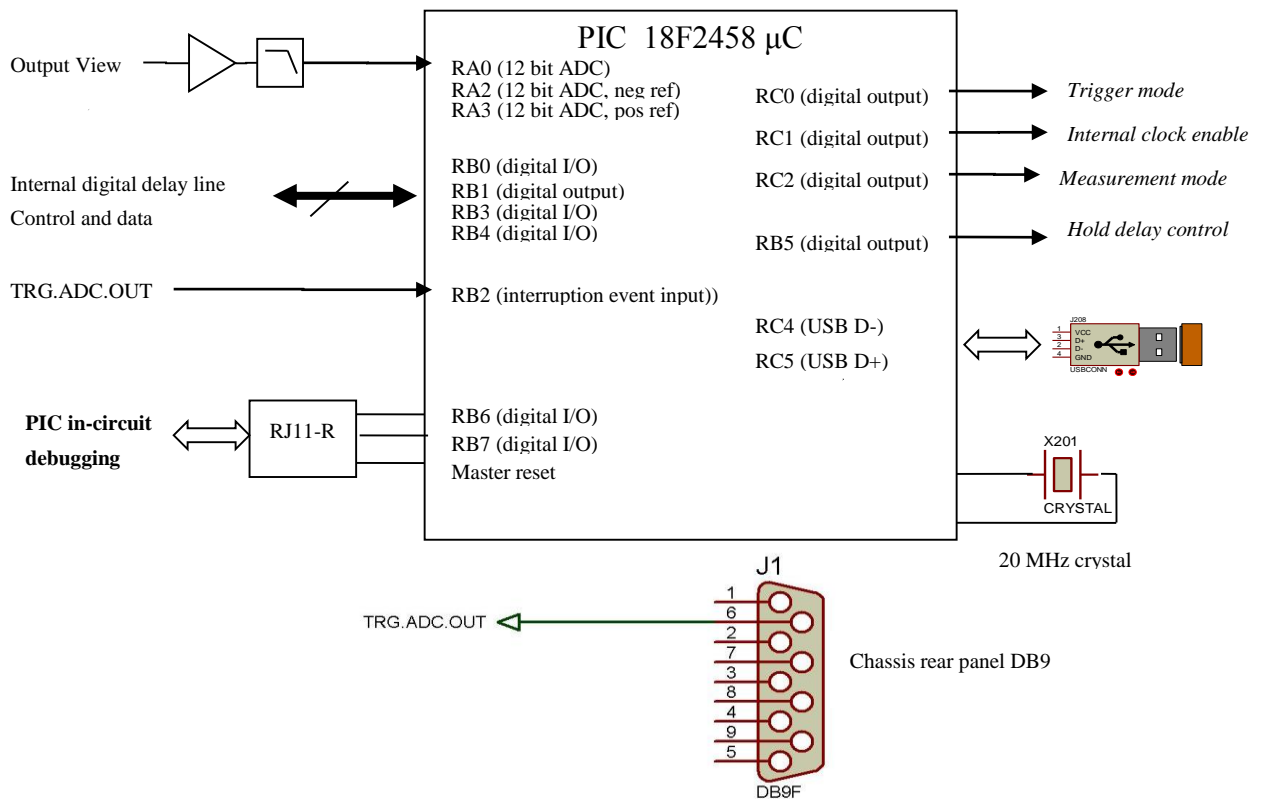 PIC 18F2458 μC
Output View
RA0 (12 bit ADC)
RA2 (12 bit ADC, neg ref)
RA3 (12 bit ADC, pos ref)
RC0 (digital output)
Trigger mode
RC1 (digital output)
Internal clock enable
RC2 (digital output)
Measurement mode
RB5 (digital output)
Hold delay control
Internal digital delay line
Control and data
RB0 (digital I/O)
RB1 (digital output)
RB3 (digital I/O)
RB4 (digital I/O)
TRG.ADC.OUT
RB2 (interruption event input))
RC4 (USB D-)
RC5 (USB D+)
J208
1
3
2
4
VCC
D+
D-
GND
USBCONN
PIC in-circuit
debugging
RJ11-R
RB6 (digital I/O)
RB7 (digital I/O)
Master reset
X201
CRYSTAL
20 MHz crystal
J1
TRG.ADC.OUT
1
6
2
7
3
8
4
9
5
DB9F
Chassis rear panel DB9